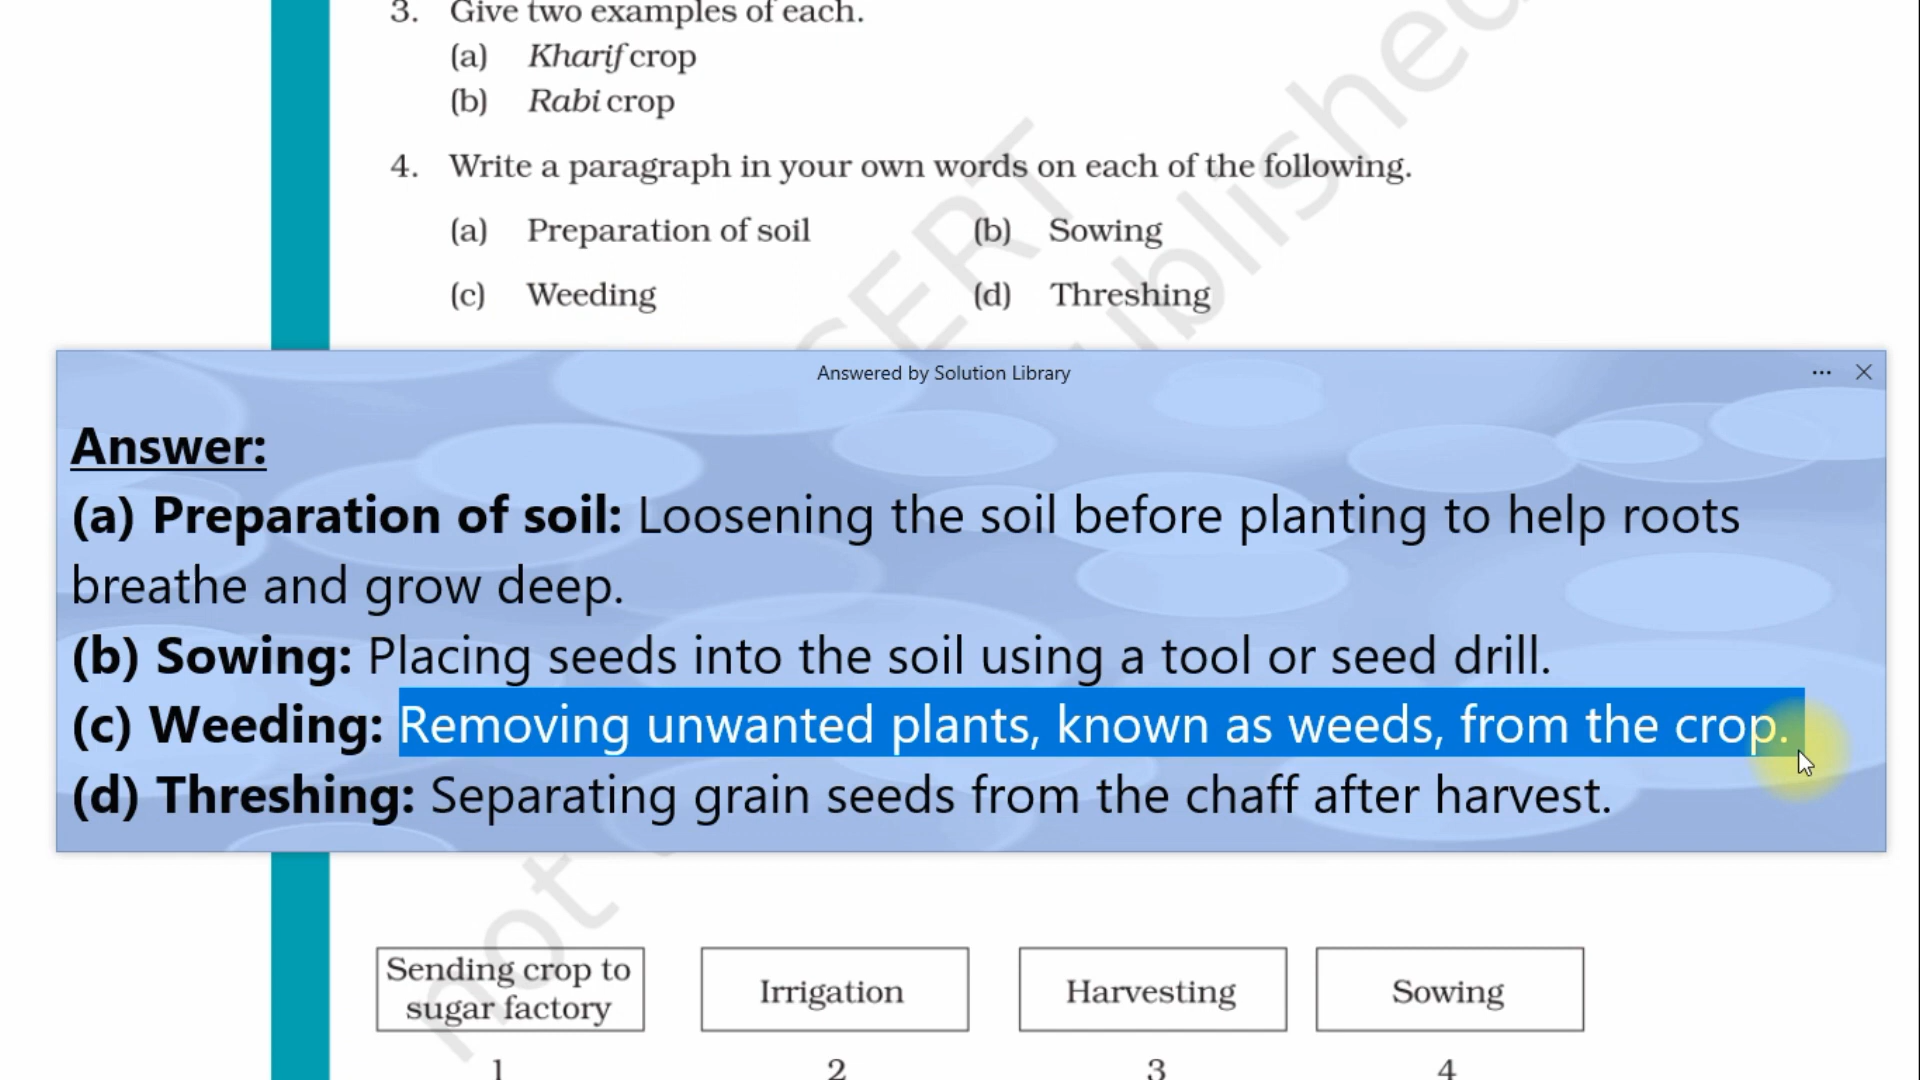 3. Give two examples of each.
(a) Kharif crop
(b) Rabi crop
4. Write a paragraph in your own words on each of the following.
(a) Preparation of soil (b) Sowing
(c) Weeding (d) Threshing
Answered by Solution Library
Answer:
(a) Preparation of soil: Loosening the soil before planting to help roots
breathe and grow deep.
(b) Sowing: Placing seeds into the soil using a tool or seed drill.
(c) Weeding: Removing unwanted plants, known as weeds, from the crop.
(d) Threshing: Separating grain seeds from the chaff after harvest.
Sending crop to
sugar factory
Irrigation
Harvesting
Sowing
1 2 3 4
not